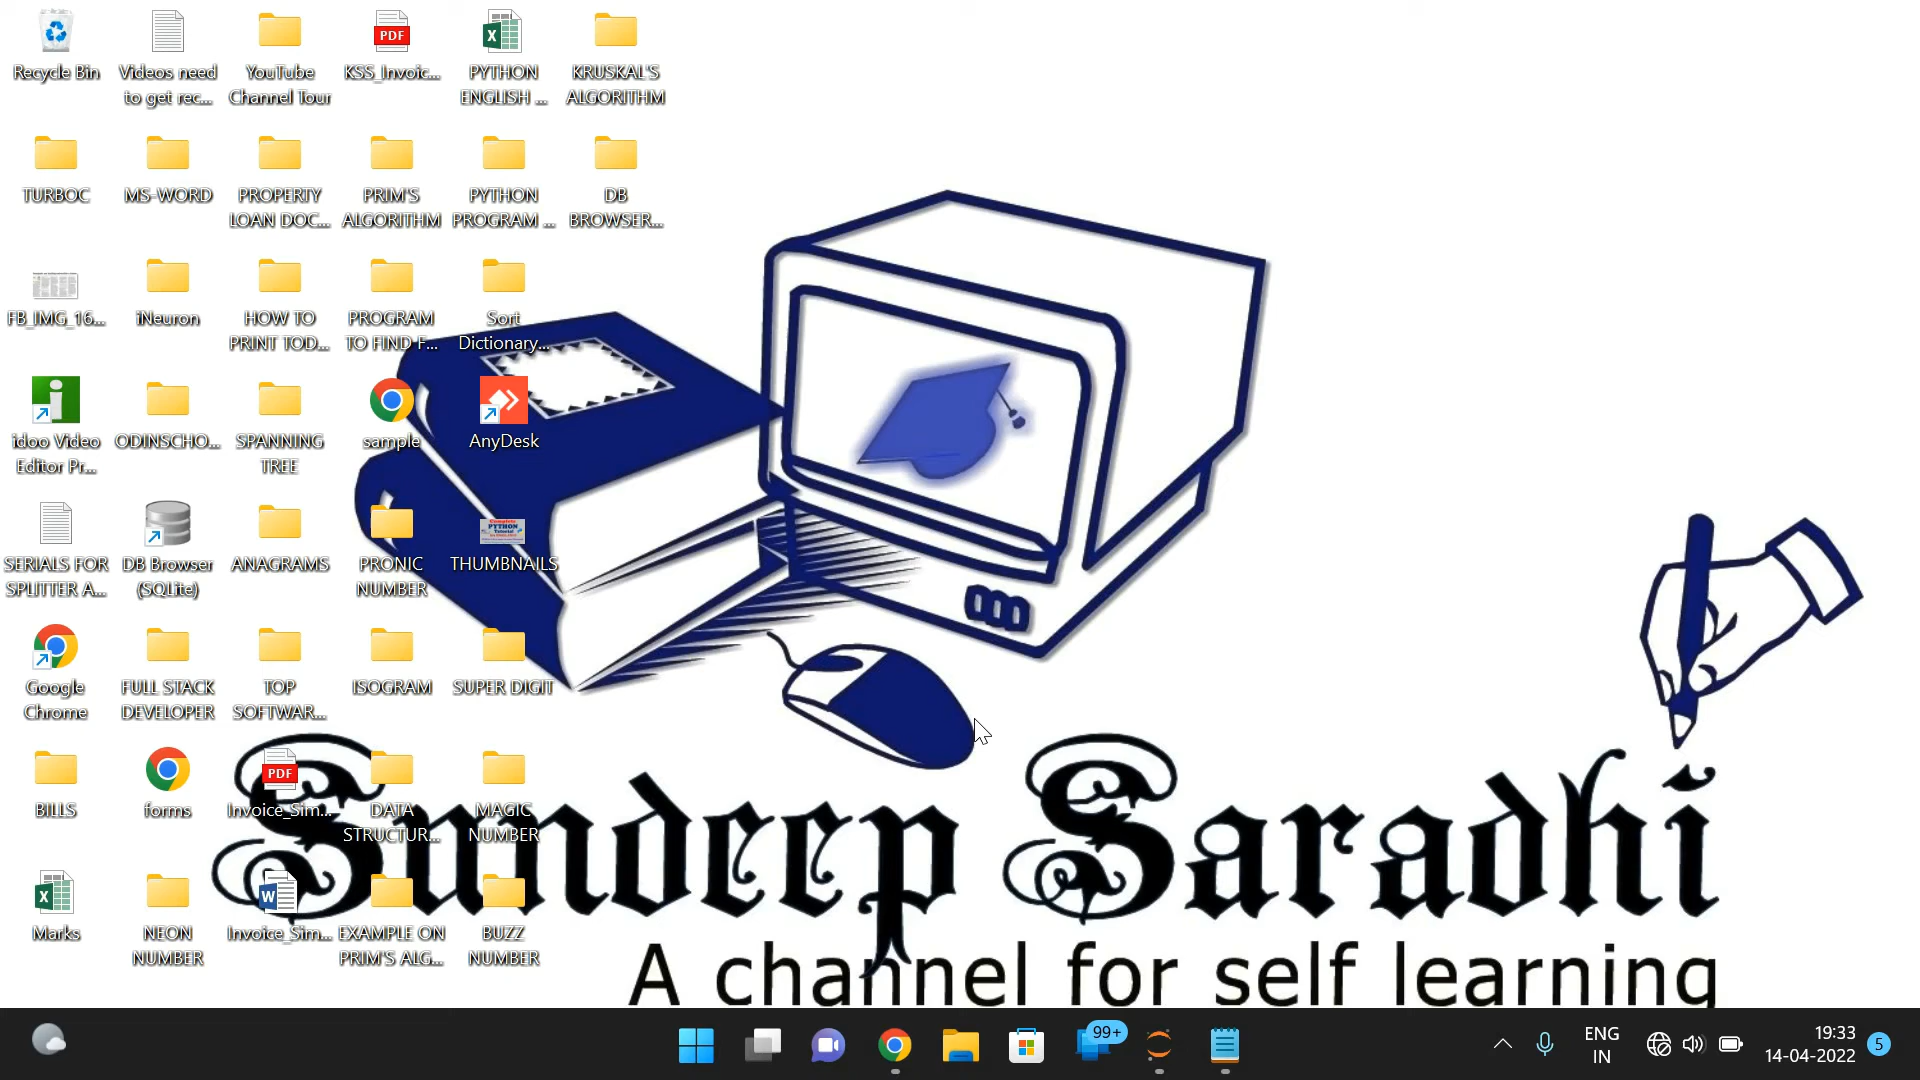 Recycle Bin
Videos need
to get rec...
YouTube
Channel Tour
KSS_Invoic...
PYTHON
ENGLISH ...
KRUSKAL'S
ALGORITHM
TURBOC
MS-WORD
PROPERTY
LOAN DOC...
PRIM'S
ALGORITHM
PYTHON
PROGRAM ...
DB
BROWSER...
FB_IMG_16...
iNeuron
HOW TO
PRINT TOD...
PROGRAM
TO FIND F...
Sort
Dictionary...
idoo Video
Editor Pr...
ODINSCHO...
SPANNING
TREE
sample
AnyDesk
SERIALS FOR
SPLITTER A...
DB Browser
(SQLite)
ANAGRAMS
PRONIC
NUMBER
THUMBNAILS
Google
Chrome
FULL STACK
DEVELOPER
TOP
SOFTWAR...
ISOGRAM
SUPER DIGIT
BILLS
forms
PDF
Invoice_Sim...
DATA
STRUCTUR...
MAGIC
NUMBER
Marks
NEON
NUMBER
Invoice_Sim...
EXAMPLE ON
PRIM'S ALG...
BUZZ
NUMBER
Sundeep Saradhi
A channel for self learning
99+
ENG
IN
19:33
14-04-2022
5